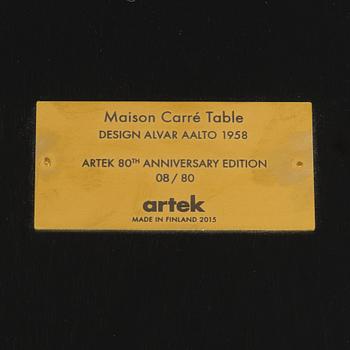 Maison Carré Table
DESIGN ALVAR AALTO 1958
ARTEK 80TH ANNIVERSARY EDITION
08/80
artek
MADE IN FINLAND 2015